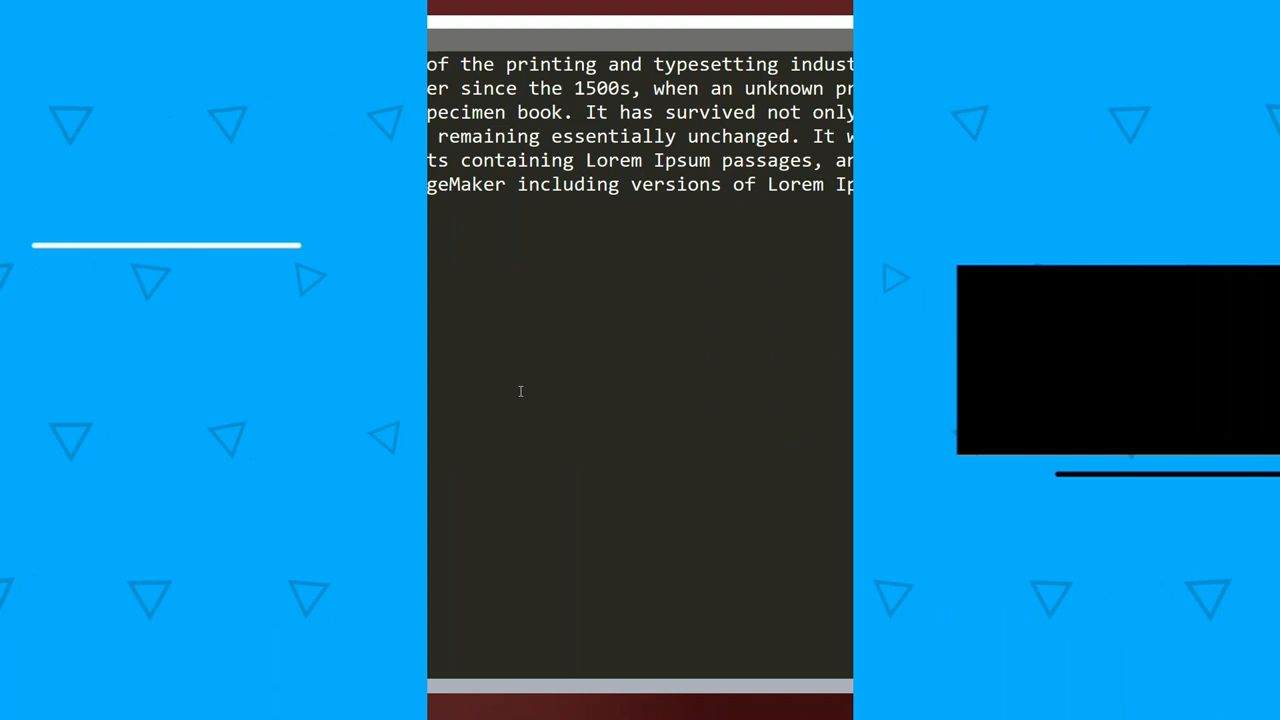 of the printing and typesetting indust
er since the 1500s, when an unknown pr
pecimen book. It has survived not only
remaining essentially unchanged. It w
ts containing Lorem Ipsum passages, an
geMaker including versions of Lorem Ip